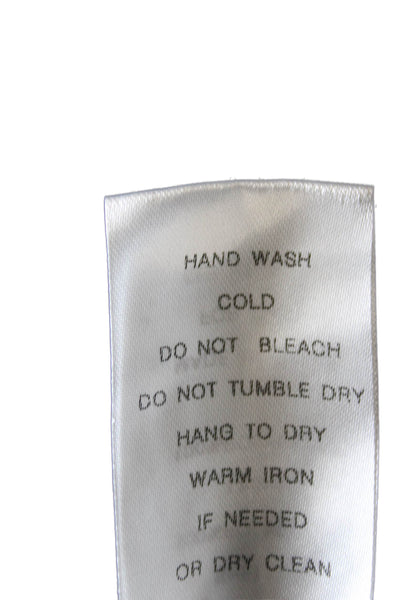 HAND WASH
COLD
DO NOT BLEACH
DO NOT TUMBLE DRY
HANG TO DRY
WARM IRON
IF NEEDED
OR DRY CLEAN